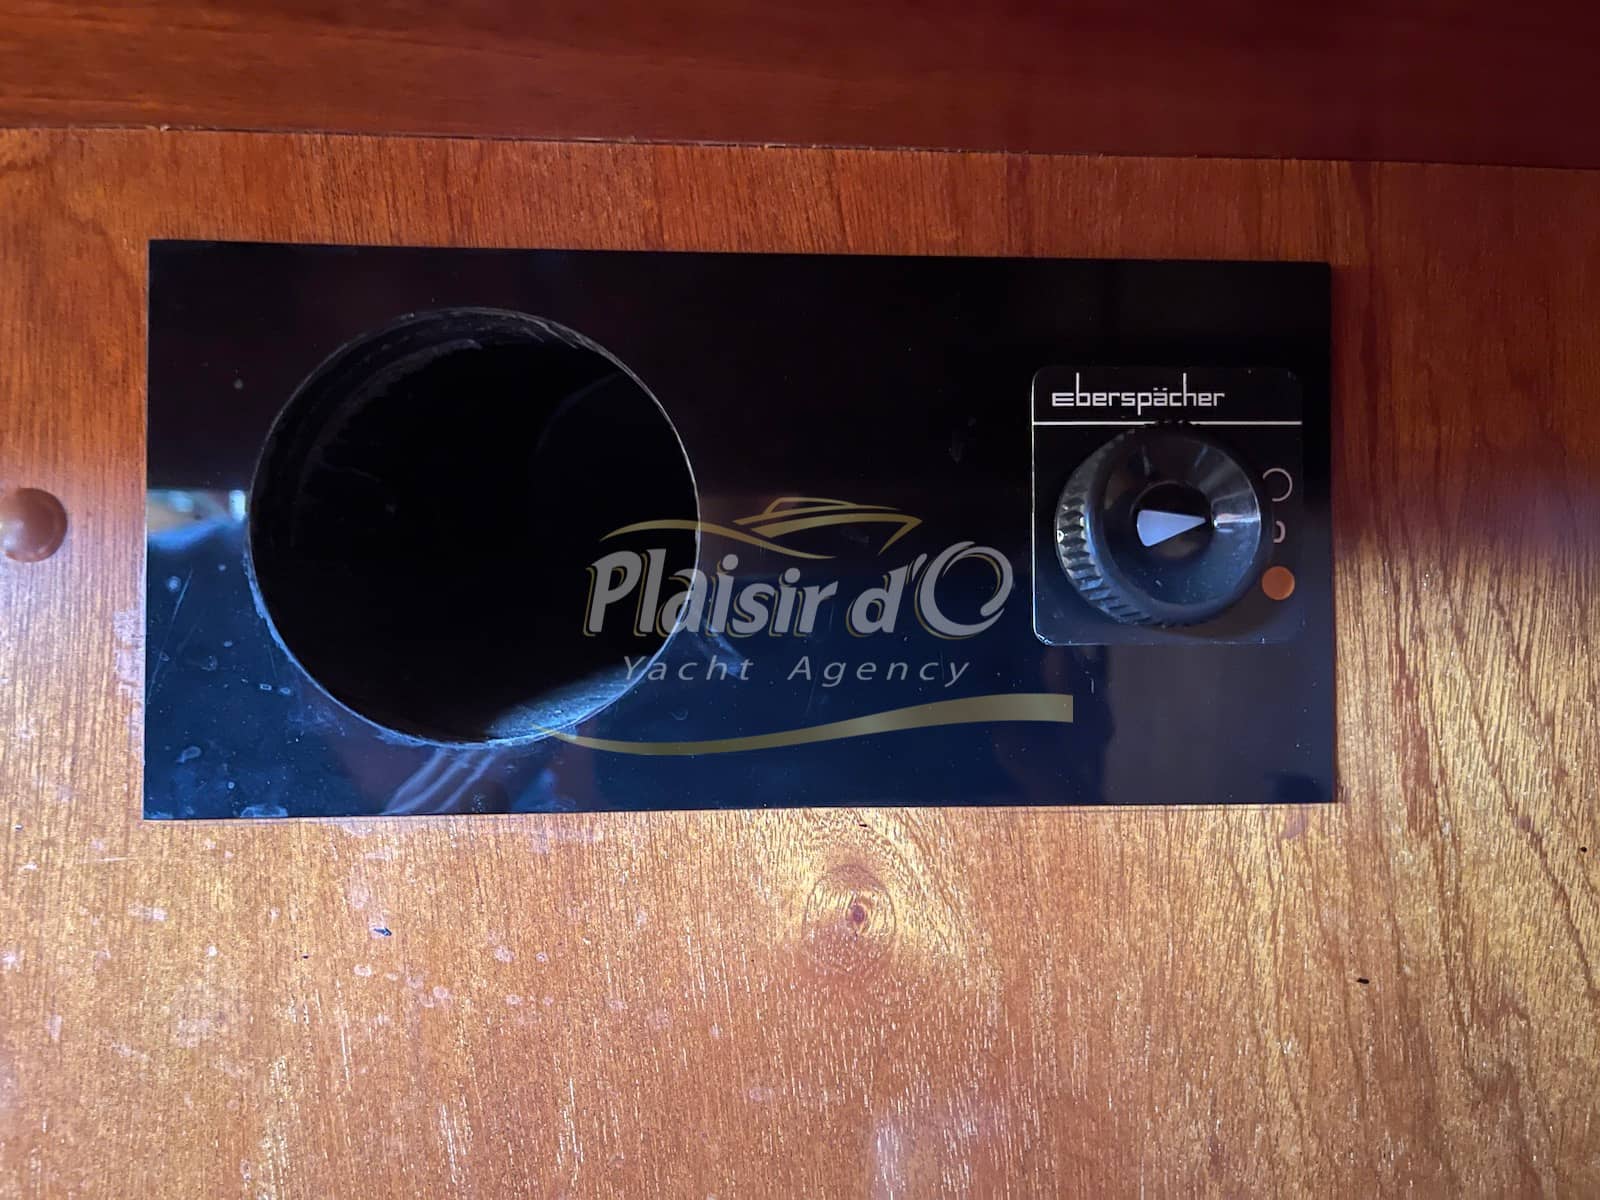 eberspächer
Plaisir d'O
Yacht Agency